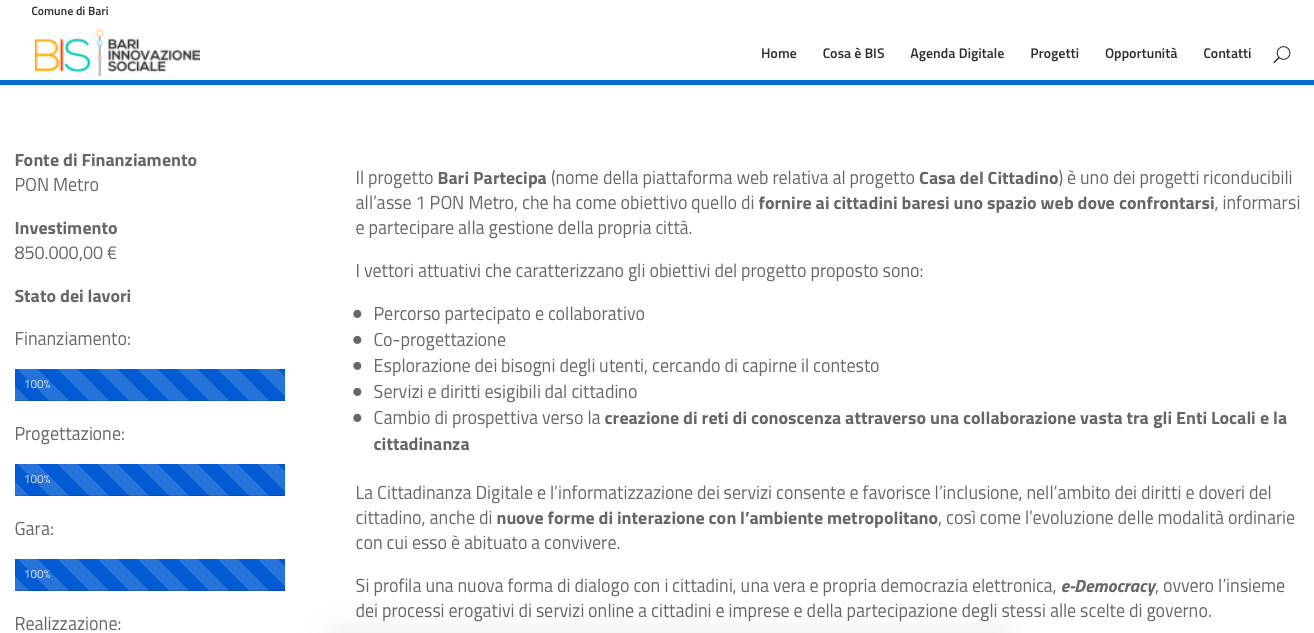 Comune di Bari
BIS BARI
INNOVAZIONE
SOCIALE
Home Cosa è BIS Agenda Digitale Progetti Opportunità Contatti
Fonte di Finanziamento
PON Metro
Investimento
850.000,00 €
Stato dei lavori
Finanziamento:
100%
Progettazione:
100%
Gara:
100%
Realizzazione:
Il progetto Bari Partecipa (nome della piattaforma web relativa al progetto Casa del Cittadino) è uno dei progetti riconducibili
all’asse 1 PON Metro, che ha come obiettivo quello di fornire ai cittadini baresi uno spazio web dove confrontarsi, informarsi
e partecipare alla gestione della propria città.
I vettori attuativi che caratterizzano gli obiettivi del progetto proposto sono:
• Percorso partecipato e collaborativo
• Co-progettazione
• Esplorazione dei bisogni degli utenti, cercando di capirne il contesto
• Servizi e diritti esigibili dal cittadino
• Cambio di prospettiva verso la creazione di reti di conoscenza attraverso una collaborazione vasta tra gli Enti Locali e la
cittadinanza
La Cittadinanza Digitale e l’informatizzazione dei servizi consente e favorisce l’inclusione, nell’ambito dei diritti e doveri del
cittadino, anche di nuove forme di interazione con l’ambiente metropolitano, così come l’evoluzione delle modalità ordinarie
con cui esso è abituato a convivere.
Si profila una nuova forma di dialogo con i cittadini, una vera e propria democrazia elettronica, e-Democracy, ovvero l’insieme
dei processi erogativi di servizi online a cittadini e imprese e della partecipazione degli stessi alle scelte di governo.